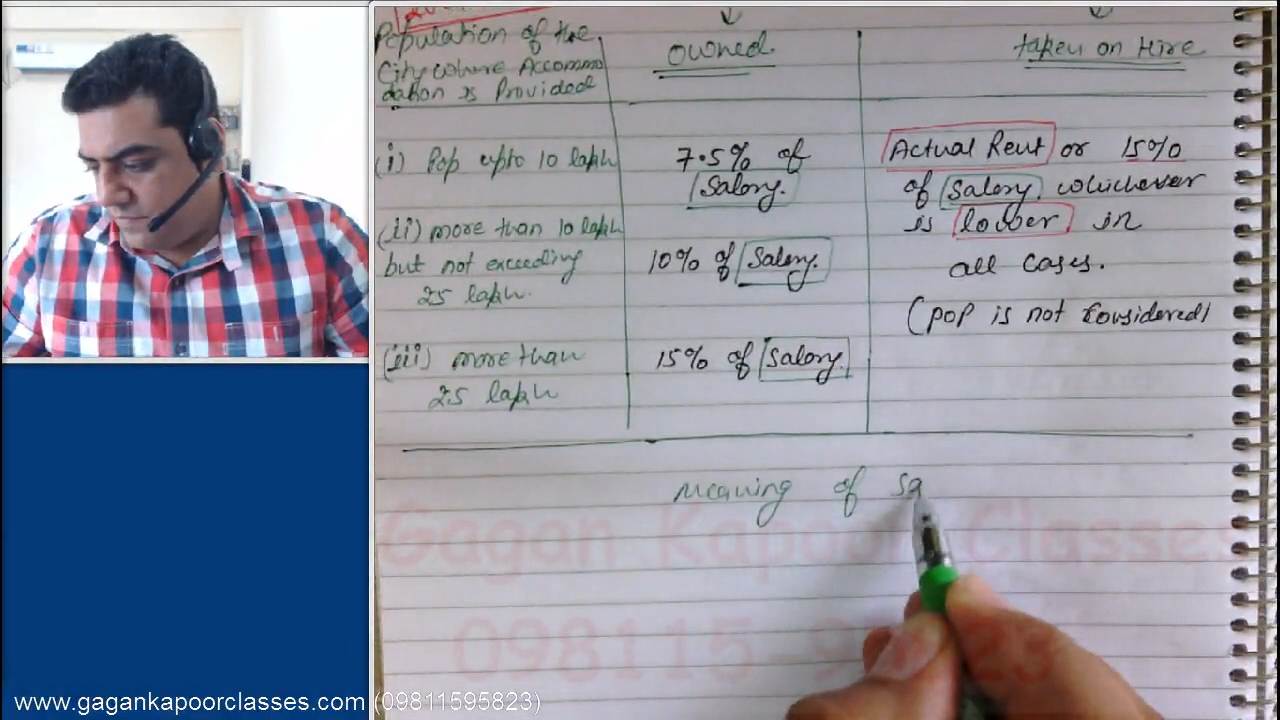 Population of the
City where Accommo
dation is Provided
owned.
taken on Hire
(i) Pop upto 10 lakh
7.5% of
Salary.
Actual Rent or 15%
of Salary whichever
is lower in
all cases.
(pop is not considered)
(ii) more than 10 lakh
but not exceeding
25 lakh.
10% of Salary.
(iii) more than
25 lakh
15% of Salary.
Meaning of Sa
Gagan Kapoor Classes
www.gagankapoorclasses.com (09811595823)